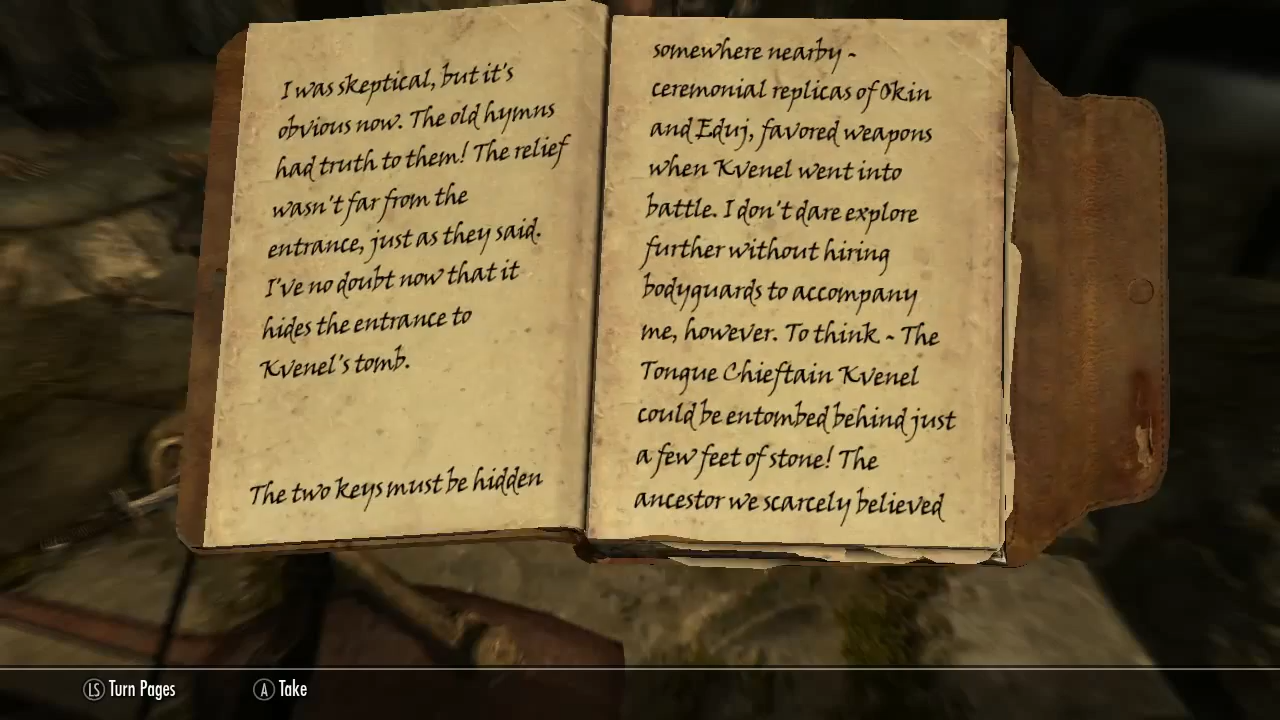 I was skeptical, but it's
obvious now. The old hymns
had truth to them! The relief
wasn't far from the
entrance, just as they said.
I've no doubt now that it
hides the entrance to
Kvenel's tomb.
The two keys must be hidden
somewhere nearby -
ceremonial replicas of Okin
and Eduj, favored weapons
when Kvenel went into
battle. I don't dare explore
further without hiring
bodyguards to accompany
me, however. To think - The
Tongue Chieftain Kvenel
could be entombed behind just
a few feet of stone! The
ancestor we scarcely believed
LS Turn Pages
A Take